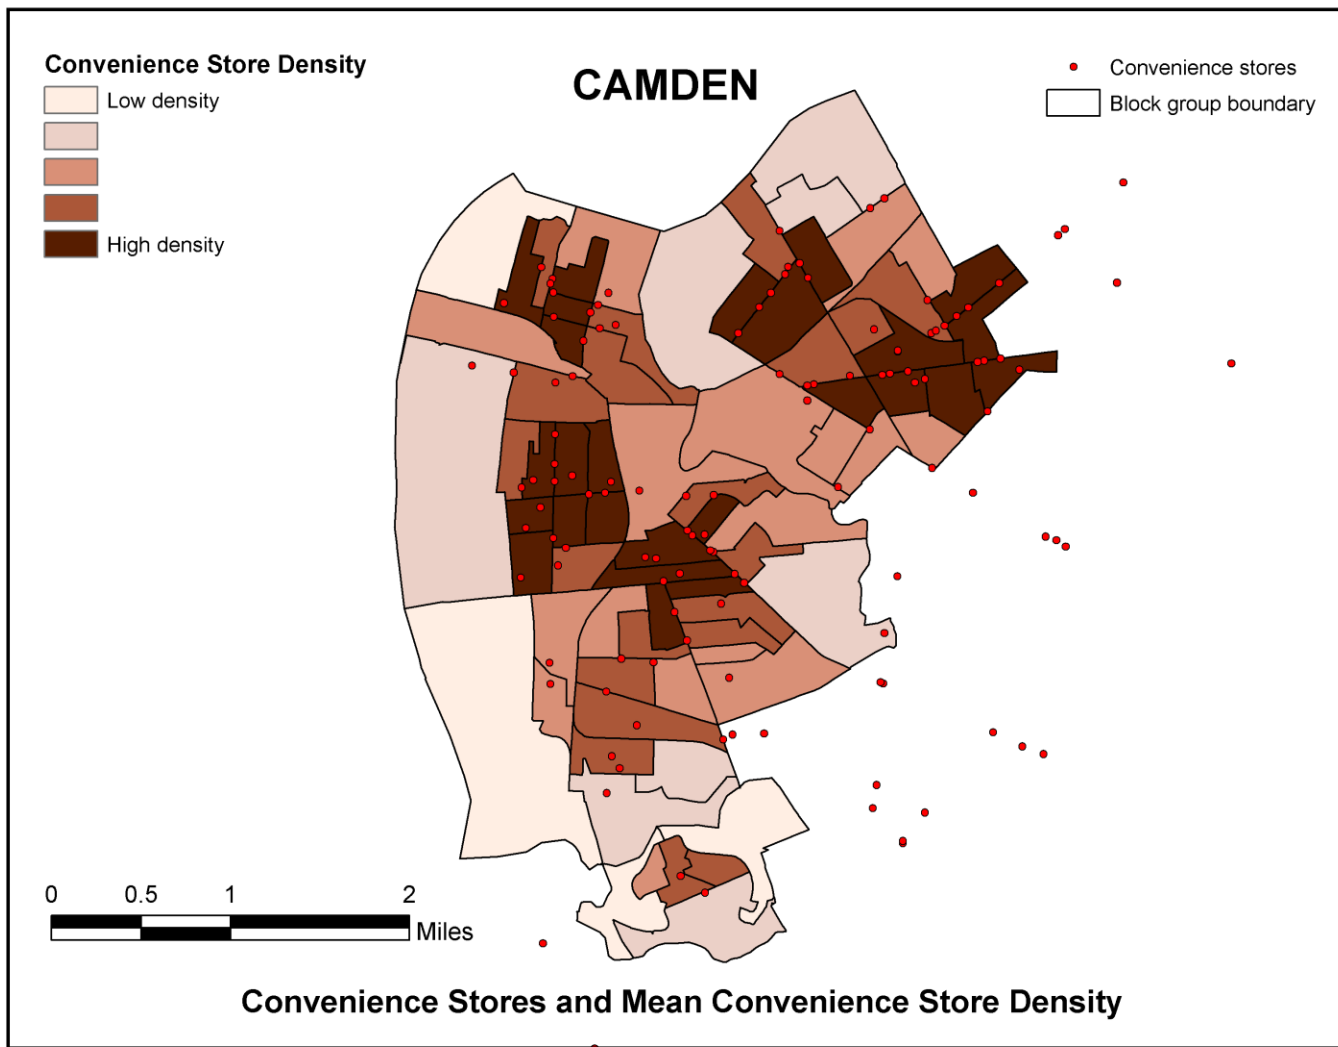 CAMDEN
Convenience Store Density
Low density
High density
Convenience stores
Block group boundary
0 0.5 1 2
Miles
Convenience Stores and Mean Convenience Store Density